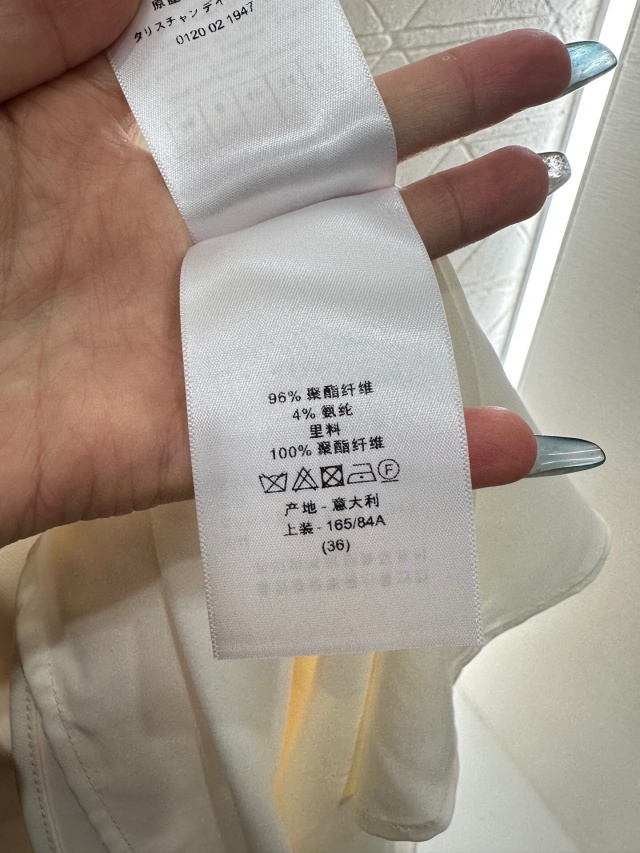 タリスチャンデイ
0120 02 1947
96% 聚酯纤维
4% 氨纶
里料
100% 聚酯纤维
产地 - 意大利
上装 - 165/84A
(36)